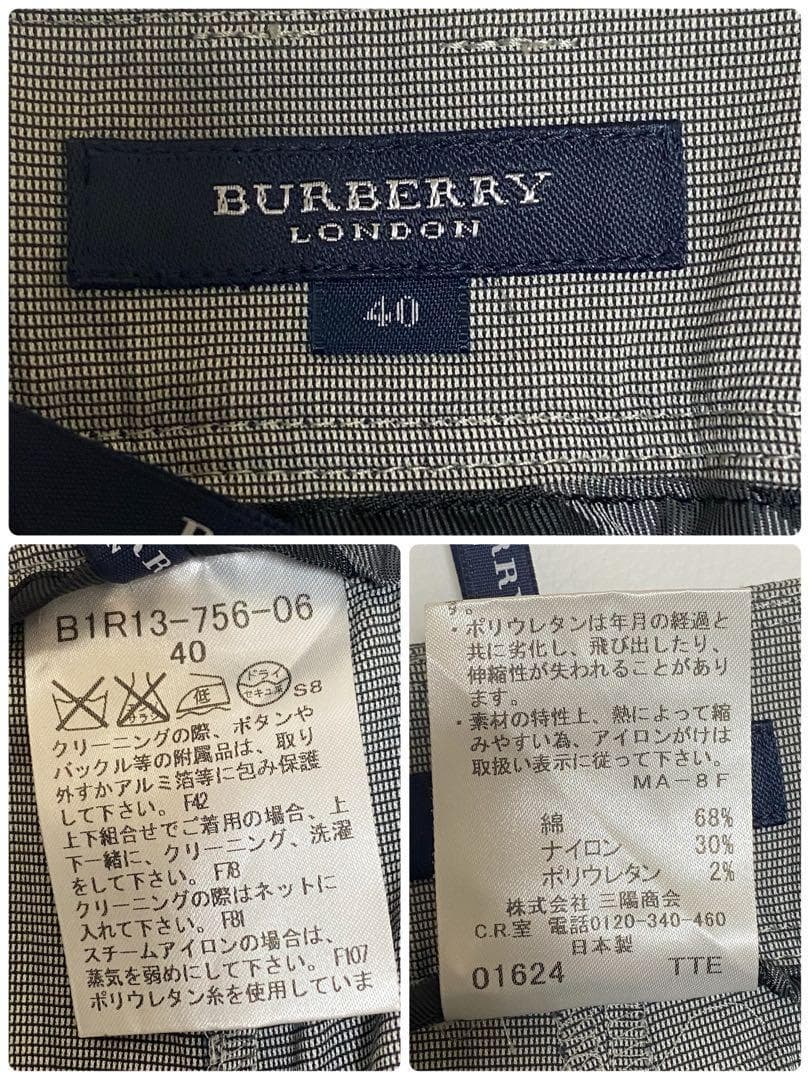 BURBERRY
LONDON
40
B1R13-756-06
40
エンソサラシ
低
ドライ
セキユ系
S8
クリーニングの際、ボタンや
バックル等の附属品は、取り
外すかアルミ箔等に包み保護
して下さい。F42
上下組合せでご着用の場合、上
下一緒に、クリーニング、洗濯
をして下さい。F78
クリーニングの際はネットに
入れて下さい。F81
スチームアイロンの場合は、
蒸気を弱めにして下さい。F107
ポリウレタン糸を使用していま
す。
・ポリウレタンは年月の経過と
共に劣化し、飛び出したり、
伸縮性が失われることがあり
ます。
・素材の特性上、熱によって縮
みやすい為、アイロンがけは
取扱い表示に従って下さい。
MA-8F
綿 68%
ナイロン 30%
ポリウレタン 2%
株式会社 三陽商会
C.R.室 電話0120-340-460
日本製
01624 TTE